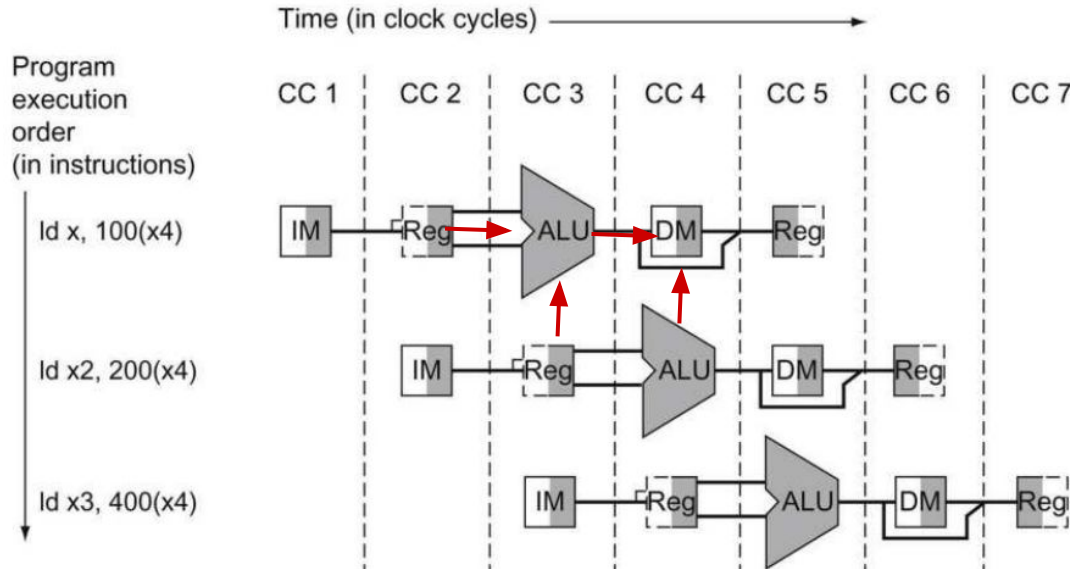 Time (in clock cycles)
Program
execution
order
(in instructions)
CC 1 CC 2 CC 3 CC 4 CC 5 CC 6 CC 7
ld x, 100(x4) IM Reg ALU DM Reg
ld x2, 200(x4) IM Reg ALU DM Reg
ld x3, 400(x4) IM Reg ALU DM Reg